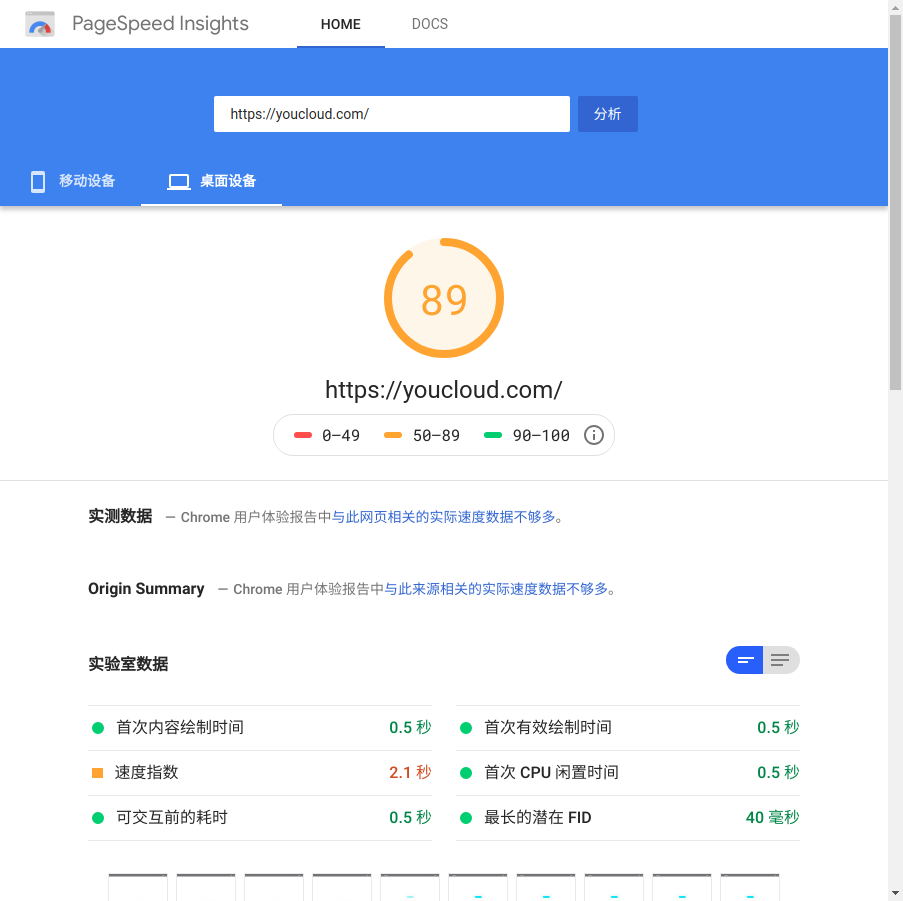 PageSpeed Insights HOME DOCS
https://youcloud.com/ 分析
移动设备 桌面设备
89
https://youcloud.com/
0–49 50–89 90–100
实测数据 — Chrome 用户体验报告中与此网页相关的实际速度数据不够多。
Origin Summary — Chrome 用户体验报告中与此来源相关的实际速度数据不够多。
实验室数据
首次内容绘制时间 0.5 秒 首次有效绘制时间 0.5 秒
速度指数 2.1 秒 首次 CPU 闲置时间 0.5 秒
可交互前的耗时 0.5 秒 最长的潜在 FID 40 毫秒